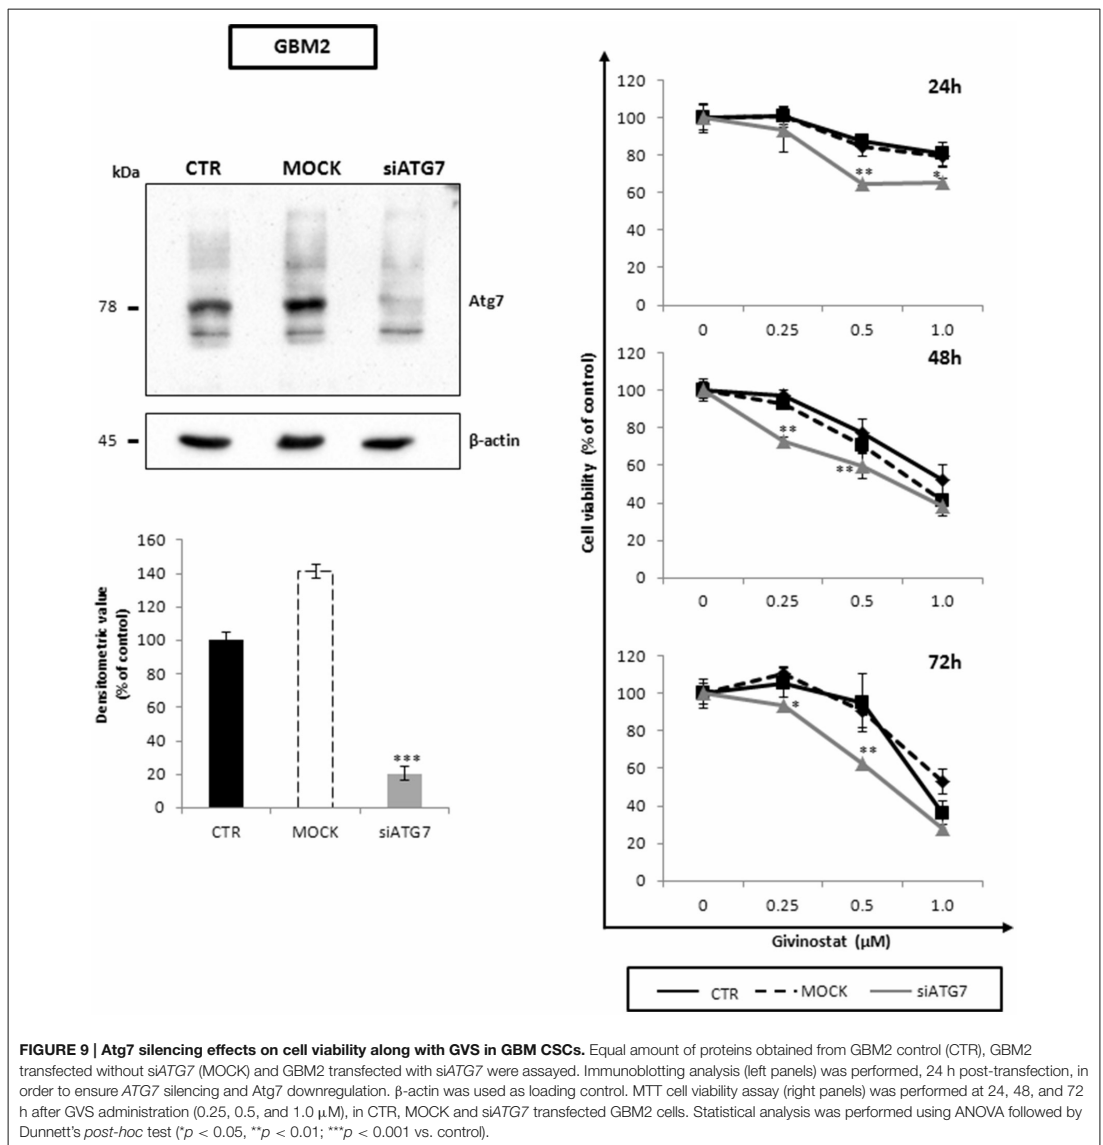 GBM2
kDa
CTR MOCK siATG7
78
Atg7
45
β-actin
Densitometric value
(% of control)
160
140
120
100
80
60
40
20
0
***
CTR MOCK siATG7
Cell viability (% of control)
24h
120
100
80
60
40
20
0
** *
0 0.25 0.5 1.0
48h
120
100
80
60
40
20
0
**
**
0 0.25 0.5 1.0
72h
120
100
80
60
40
20
0
*
**
0 0.25 0.5 1.0
Givinostat (μM)
CTR MOCK siATG7
FIGURE 9 | Atg7 silencing effects on cell viability along with GVS in GBM CSCs. Equal amount of proteins obtained from GBM2 control (CTR), GBM2
transfected without siATG7 (MOCK) and GBM2 transfected with siATG7 were assayed. Immunoblotting analysis (left panels) was performed, 24 h post-transfection, in
order to ensure ATG7 silencing and Atg7 downregulation. β-actin was used as loading control. MTT cell viability assay (right panels) was performed at 24, 48, and 72
h after GVS administration (0.25, 0.5, and 1.0 μM), in CTR, MOCK and siATG7 transfected GBM2 cells. Statistical analysis was performed using ANOVA followed by
Dunnett's post-hoc test (*p < 0.05, **p < 0.01; ***p < 0.001 vs. control).